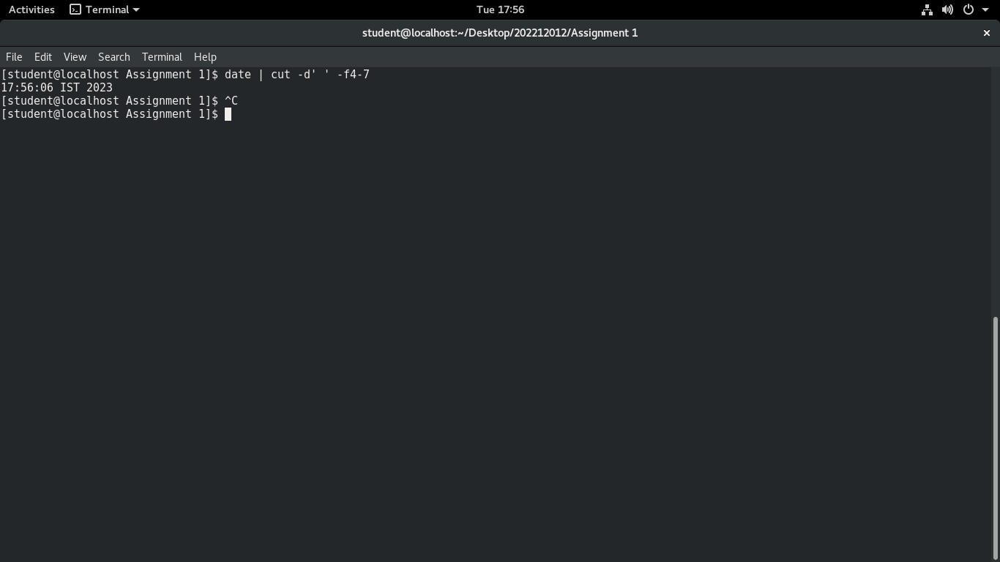 Activities Terminal Tue 17:56
student@localhost:~/Desktop/202212012/Assignment 1 ×
File Edit View Search Terminal Help
[student@localhost Assignment 1]$ date | cut -d' ' -f4-7
17:56:06 IST 2023
[student@localhost Assignment 1]$ ^C
[student@localhost Assignment 1]$